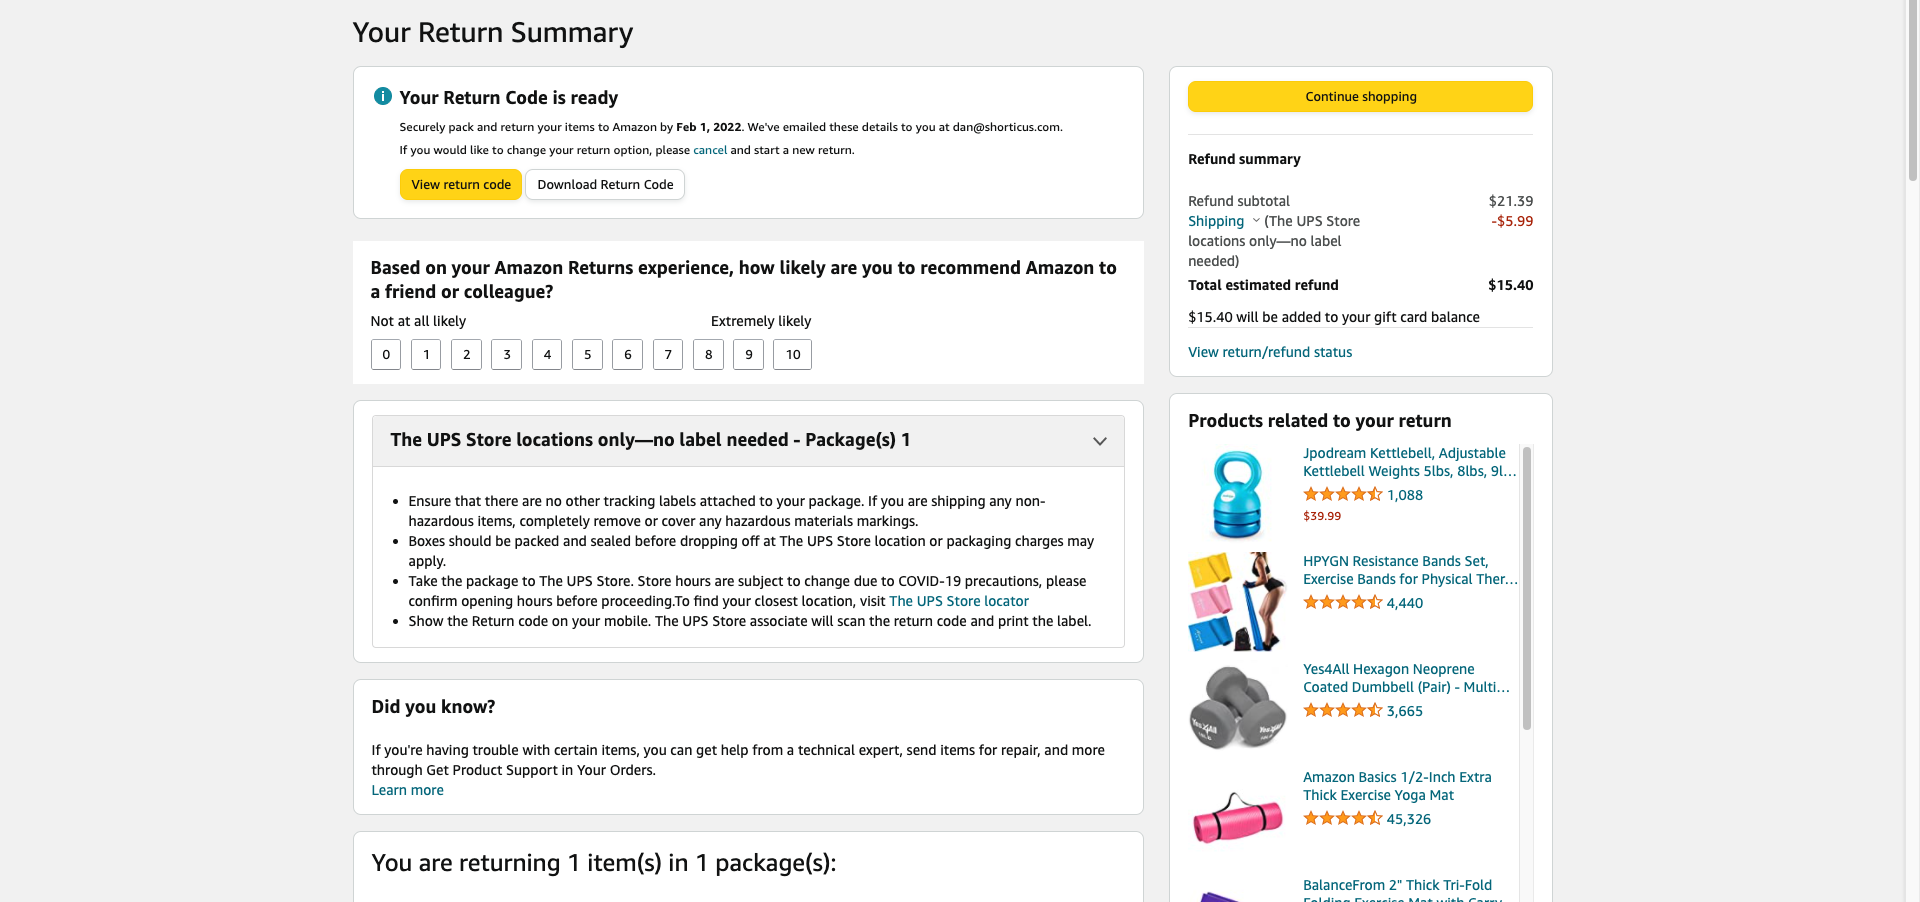 Your Return Summary
Your Return Code is ready
Securely pack and return your items to Amazon by Feb 1, 2022. We've emailed these details to you at dan@shorticus.com.
If you would like to change your return option, please cancel and start a new return.
View return code
Download Return Code
Based on your Amazon Returns experience, how likely are you to recommend Amazon to
a friend or colleague?
Not at all likely
Extremely likely
0 1 2 3 4 5 6 7 8 9 10
The UPS Store locations only—no label needed - Package(s) 1
• Ensure that there are no other tracking labels attached to your package. If you are shipping any non-
hazardous items, completely remove or cover any hazardous materials markings.
• Boxes should be packed and sealed before dropping off at The UPS Store location or packaging charges may
apply.
• Take the package to The UPS Store. Store hours are subject to change due to COVID-19 precautions, please
confirm opening hours before proceeding.To find your closest location, visit The UPS Store locator
• Show the Return code on your mobile. The UPS Store associate will scan the return code and print the label.
Did you know?
If you're having trouble with certain items, you can get help from a technical expert, send items for repair, and more
through Get Product Support in Your Orders.
Learn more
You are returning 1 item(s) in 1 package(s):
Continue shopping
Refund summary
Refund subtotal $21.39
Shipping (The UPS Store -$5.99
locations only—no label
needed)
Total estimated refund $15.40
$15.40 will be added to your gift card balance
View return/refund status
Products related to your return
Jpodream Kettlebell, Adjustable
Kettlebell Weights 5lbs, 8lbs, 9l…
1,088
$39.99
HPYGN Resistance Bands Set,
Exercise Bands for Physical Ther…
4,440
Yes4All
Yes4All Hexagon Neoprene
Coated Dumbbell (Pair) - Multi…
3,665
Amazon Basics 1/2-Inch Extra
Thick Exercise Yoga Mat
45,326
BalanceFrom 2" Thick Tri-Fold
Folding Exercise Mat with Carry